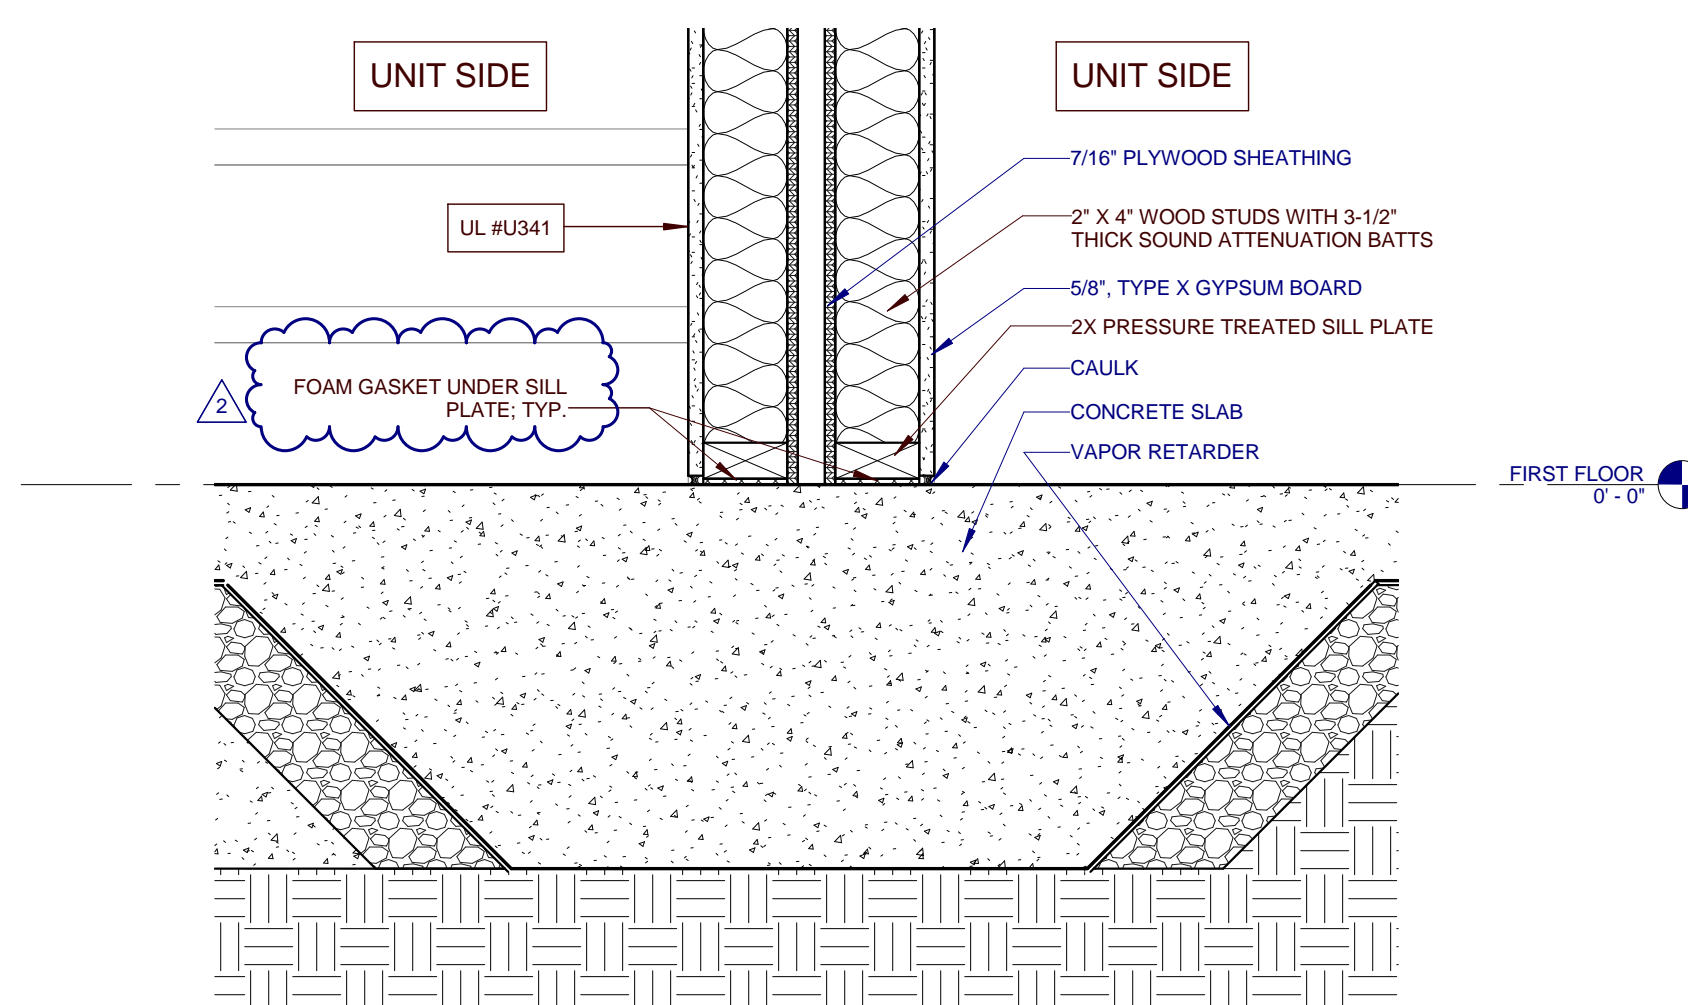 UNIT SIDE
UNIT SIDE
7/16" PLYWOOD SHEATHING
2" X 4" WOOD STUDS WITH 3-1/2"
THICK SOUND ATTENUATION BATTS
UL #U341
5/8", TYPE X GYPSUM BOARD
2X PRESSURE TREATED SILL PLATE
CAULK
FOAM GASKET UNDER SILL
PLATE; TYP.
2
CONCRETE SLAB
VAPOR RETARDER
FIRST FLOOR
0' - 0"